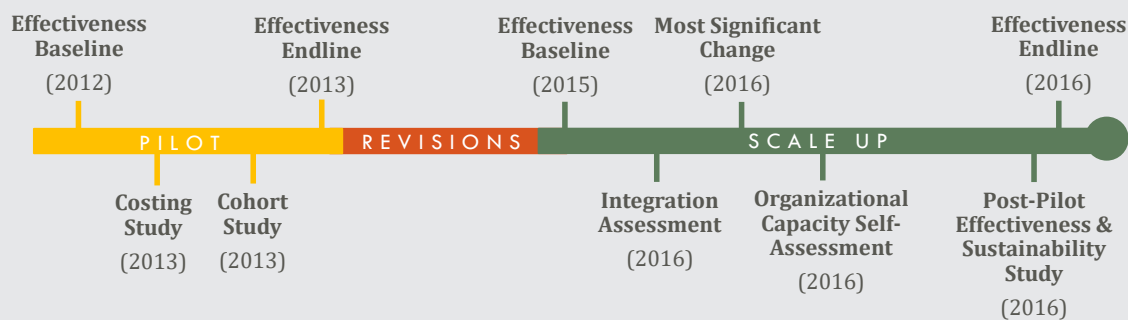 Effectiveness
Baseline
(2012)
Effectiveness
Endline
(2013)
Effectiveness
Baseline
(2015)
Most Significant
Change
(2016)
Effectiveness
Endline
(2016)
PILOT
REVISIONS
SCALE UP
Costing
Study
(2013)
Cohort
Study
(2013)
Integration
Assessment
(2016)
Organizational
Capacity Self-
Assessment
(2016)
Post-Pilot
Effectiveness &
Sustainability
Study
(2016)